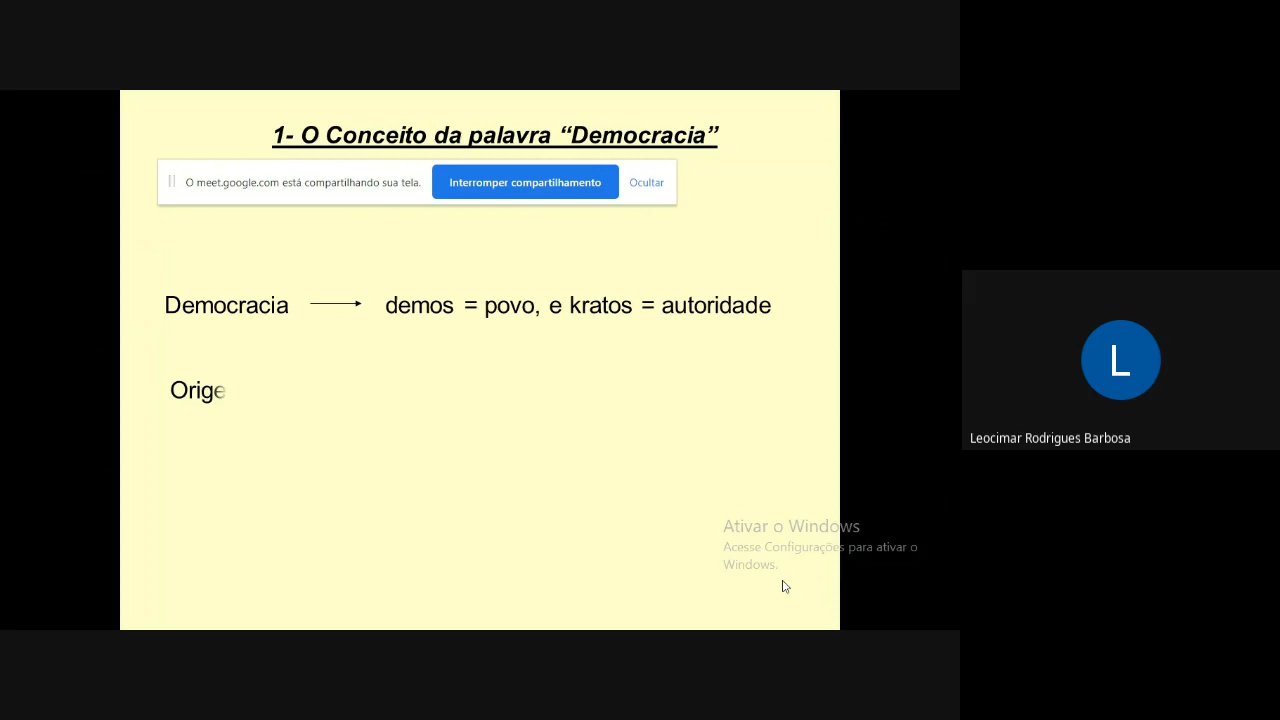 1- O Conceito da palavra “Democracia”
O meet.google.com está compartilhando sua tela. Interromper compartilhamento Ocultar
Democracia demos = povo, e kratos = autoridade
Orige
L
Leocimar Rodrigues Barbosa
Ativar o Windows
Acesse Configurações para ativar o
Windows.